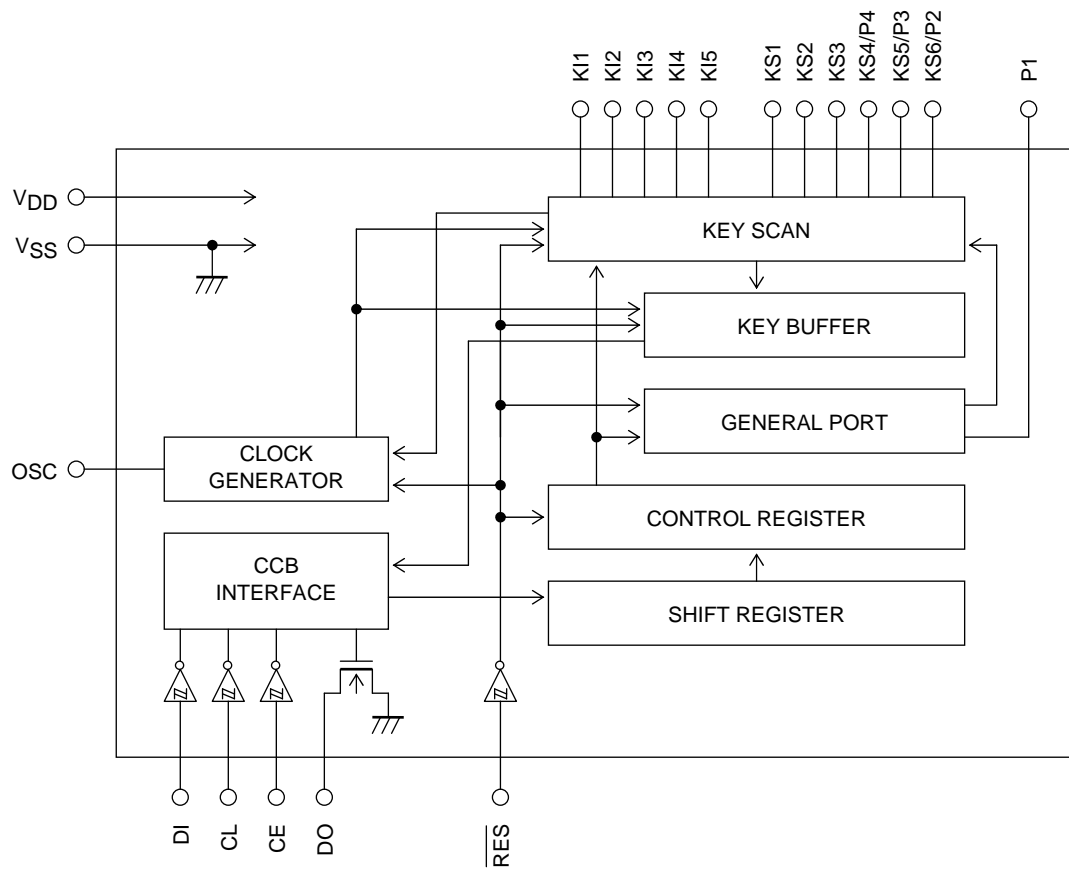 KI1
KI2
KI3
KI4
KI5
KS1
KS2
KS3
KS4/P4
KS5/P3
KS6/P2
P1
VDD
VSS
KEY SCAN
KEY BUFFER
GENERAL PORT
OSC
CLOCK
GENERATOR
CONTROL REGISTER
CCB
INTERFACE
SHIFT REGISTER
DI
CL
CE
DO
RES